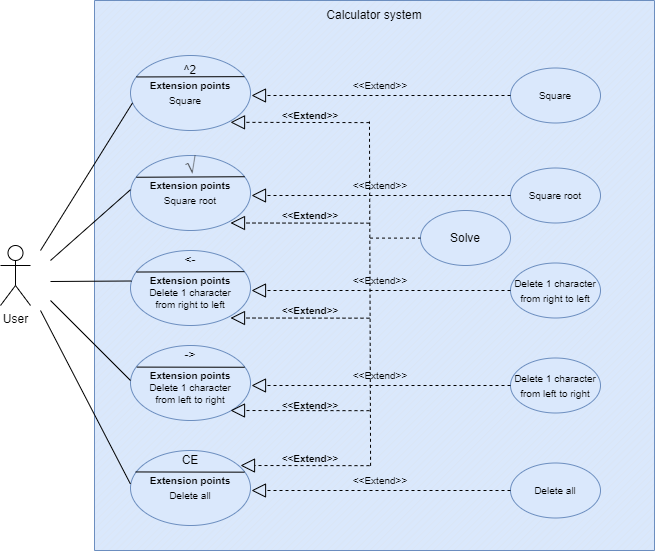 Calculator system
^2
Extension points
Square
<<Extend>>
Square
<<Extend>>
√
Extension points
Square root
<<Extend>>
Square root
<<Extend>>
Solve
<-
Extension points
Delete 1 character
from right to left
<<Extend>>
Delete 1 character
from right to left
<<Extend>>
User
->
Extension points
Delete 1 character
from left to right
<<Extend>>
Delete 1 character
from left to right
<<Extend>>
CE
Extension points
Delete all
<<Extend>>
<<Extend>>
Delete all